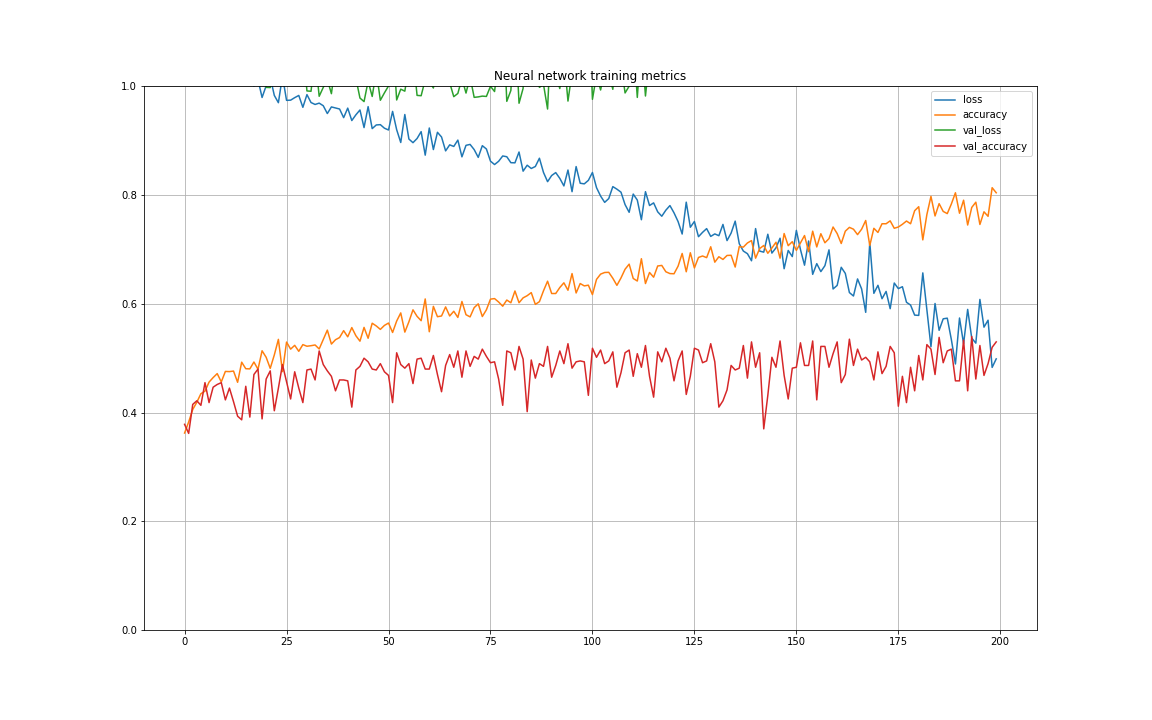 Neural network training metrics
loss
accuracy
val_loss
val_accuracy
1.0
0.8
0.6
0.4
0.2
0.0
0 25 50 75 100 125 150 175 200